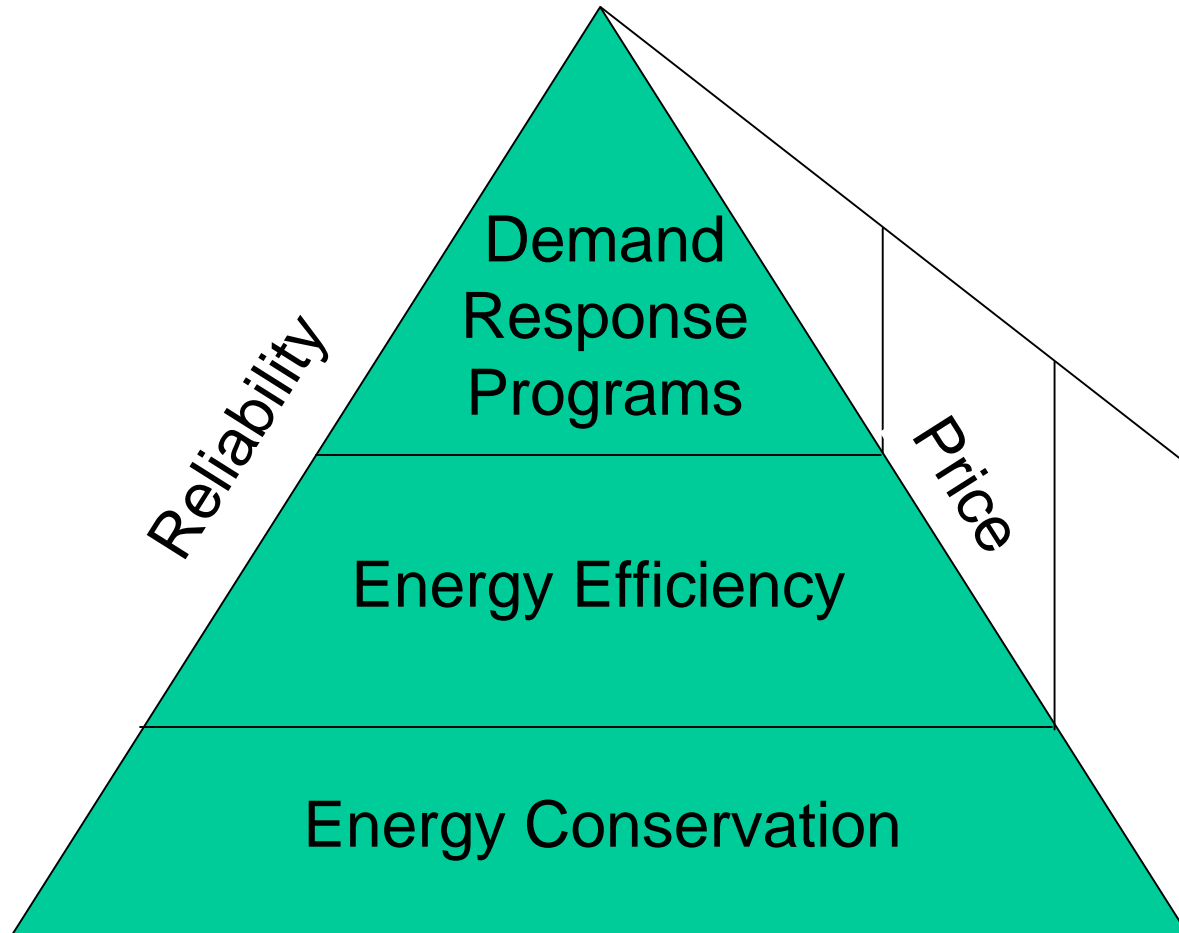 Demand
Response
Programs
Reliability
Price
Energy Efficiency
Energy Conservation